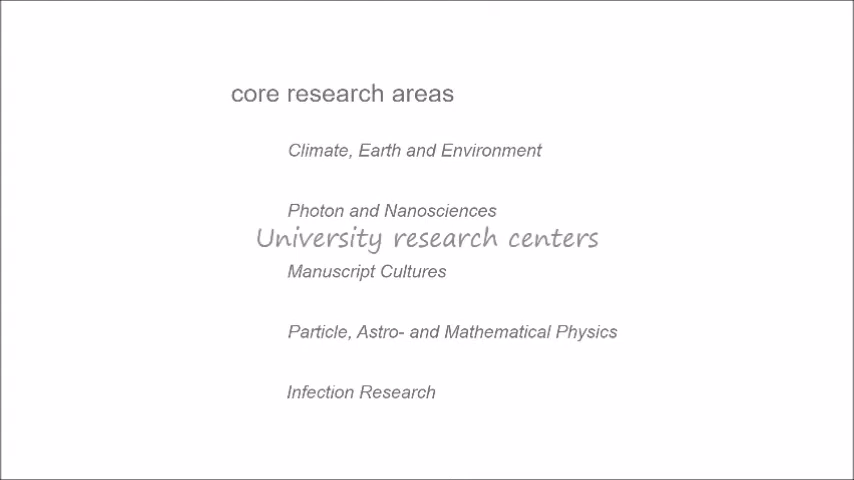 core research areas
Climate, Earth and Environment
Photon and Nanosciences
University research centers
Manuscript Cultures
Particle, Astro- and Mathematical Physics
Infection Research